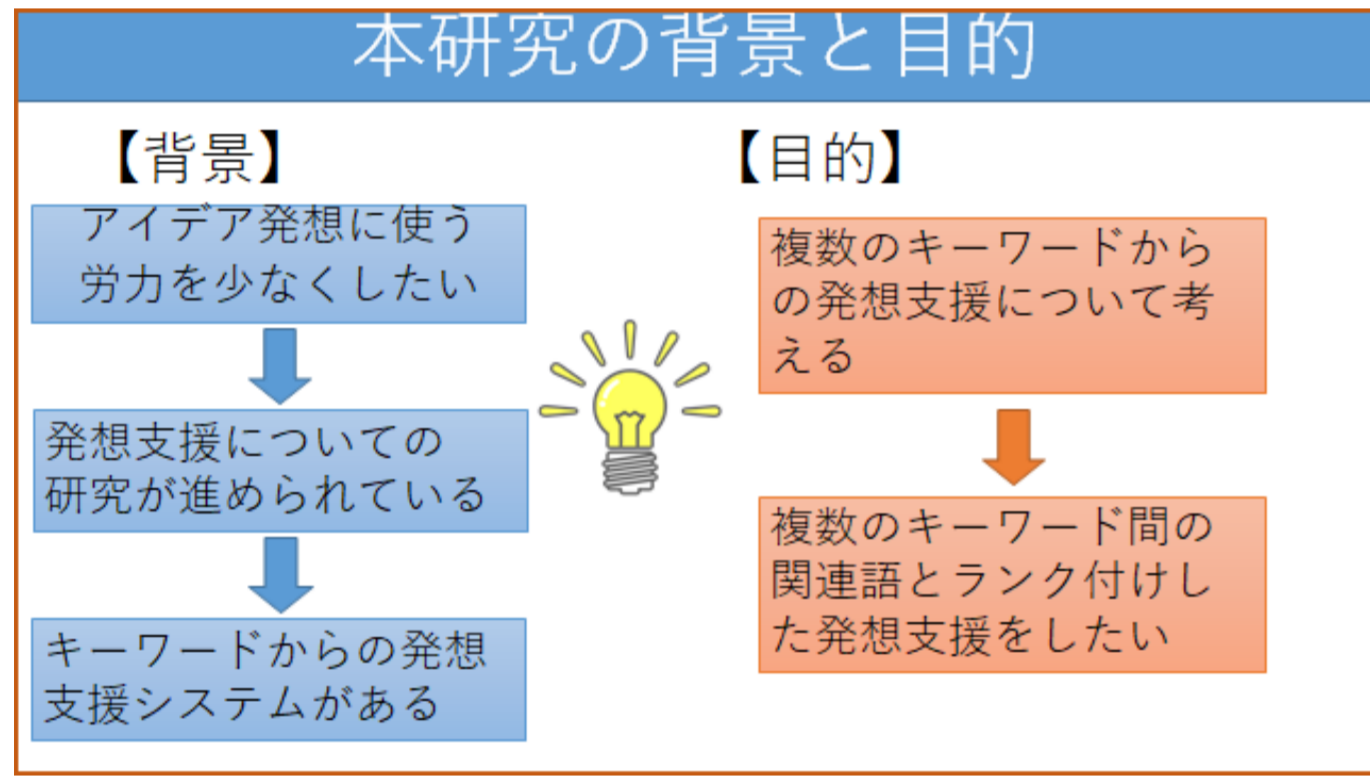 本研究の背景と目的
【背景】
アイデア発想に使う
労力を少なくしたい
発想支援についての
研究が進められている
キーワードからの発想
支援システムがある
【目的】
複数のキーワードから
の発想支援について考
える
複数のキーワード間の
関連語とランク付けし
た発想支援をしたい